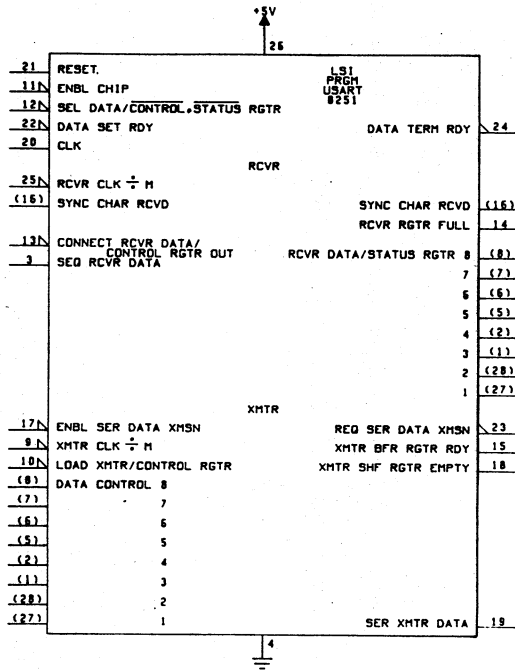 +5V
26
21 RESET.
LSI
PRGM
USART
8251
11 ENBL CHIP
12 SEL DATA/CONTROL.STATUS RGTR
22 DATA SET RDY
DATA TERM RDY 24
20 CLK
RCVR
25 RCVR CLK ÷ M
(16) SYNC CHAR RCVD
SYNC CHAR RCVD (16)
RCVR RGTR FULL 14
13 CONNECT RCVR DATA/
CONTROL RGTR OUT
RCVR DATA/STATUS RGTR 8 (8)
3 SEQ RCVR DATA
7 (7)
6 (6)
5 (5)
4 (2)
3 (1)
2 (28)
1 (27)
XMTR
17 ENBL SER DATA XMSN
REQ SER DATA XMSN 23
9 XMTR CLK ÷ M
XMTR BFR RGTR RDY 15
10 LOAD XMTR/CONTROL RGTR
XMTR SHF RGTR EMPTY 18
(8) DATA CONTROL 8
(7) 7
(6) 6
(5) 5
(2) 4
(1) 3
(28) 2
(27) 1
SER XMTR DATA 19
4